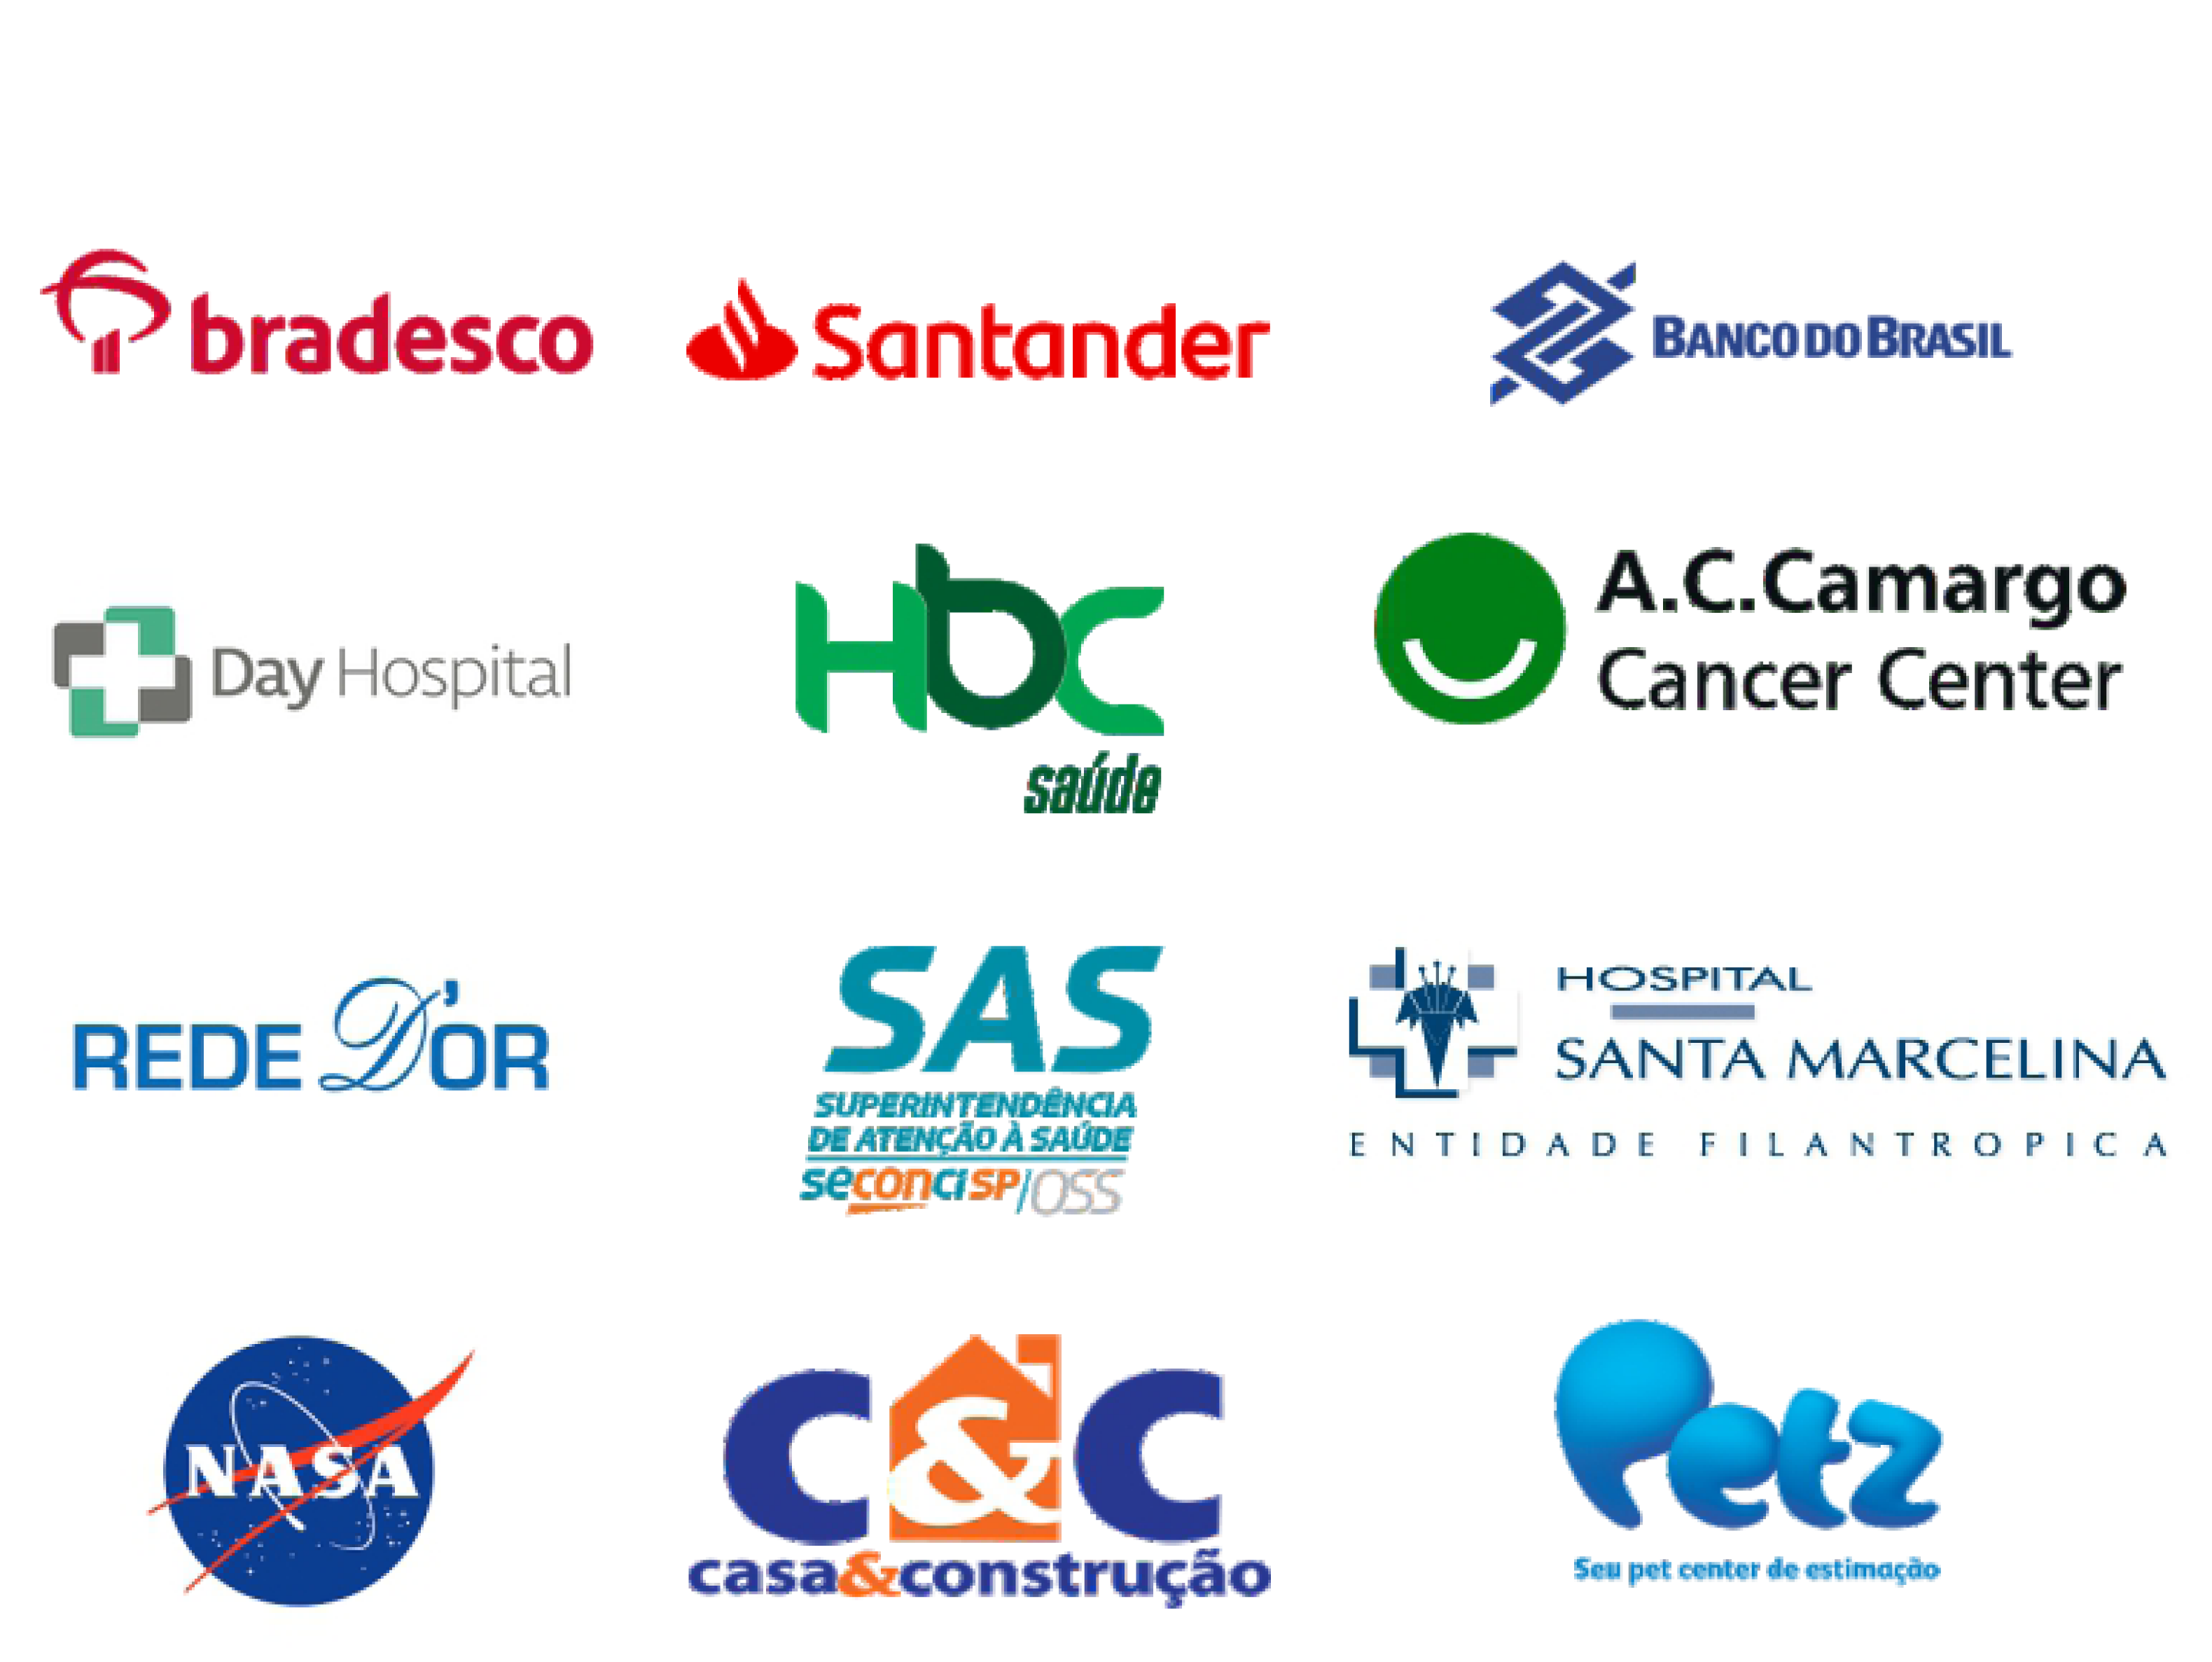 bradesco
Santander
BANCO DO BRASIL
Day Hospital
Hbc
saúde
A.C.Camargo
Cancer Center
REDE D'OR
SAS
SUPERINTENDÊNCIA
DE ATENÇÃO À SAÚDE
seconci SP/OSS
HOSPITAL
SANTA MARCELINA
ENTIDADE FILANTROPICA
NASA
C&C
casa&construção
Petz
Seu pet center de estimação